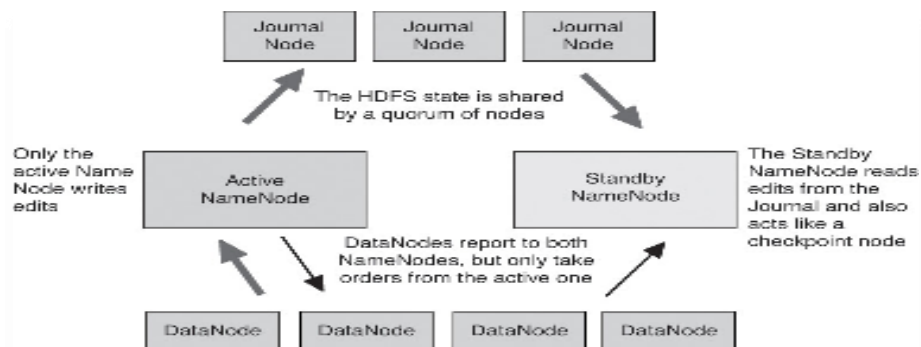 Journal
Node
Journal
Node
Journal
Node
The HDFS state is shared
by a quorum of nodes
Only the
active Name
Node writes
edits
Active
NameNode
Standby
NameNode
The Standby
NameNode reads
edits from the
Journal and also
acts like a
checkpoint node
DataNodes report to both
NameNodes, but only take
orders from the active one
DataNode
DataNode
DataNode
DataNode